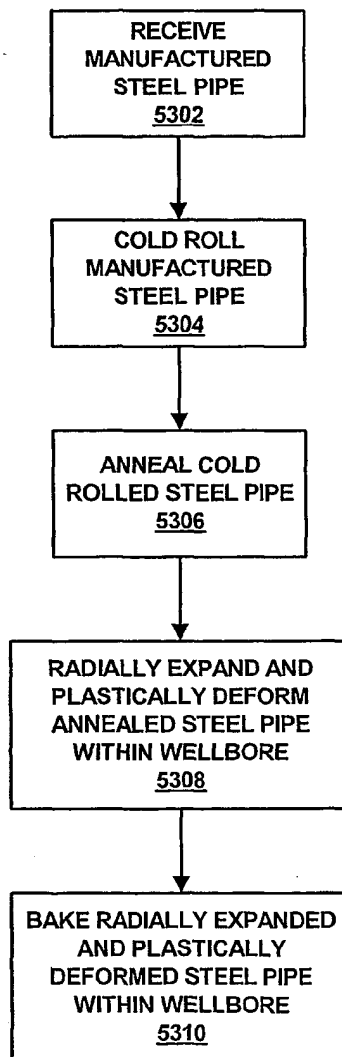 RECEIVE
MANUFACTURED
STEEL PIPE
5302
COLD ROLL
MANUFACTURED
STEEL PIPE
5304
ANNEAL COLD
ROLLED STEEL PIPE
5306
RADIALLY EXPAND AND
PLASTICALLY DEFORM
ANNEALED STEEL PIPE
WITHIN WELLBORE
5308
BAKE RADIALLY EXPANDED
AND PLASTICALLY
DEFORMED STEEL PIPE
WITHIN WELLBORE
5310